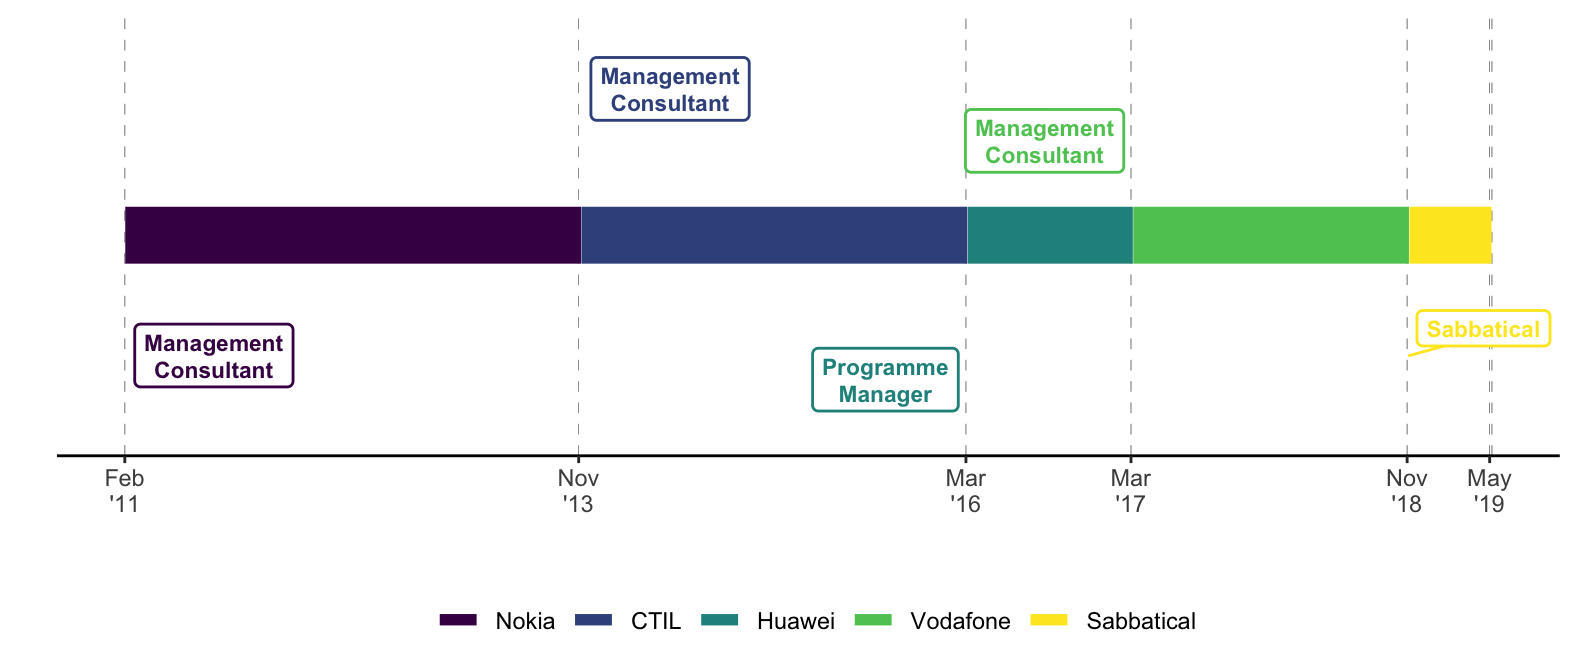 Management
Consultant
Management
Consultant
Management
Consultant
Programme
Manager
Sabbatical
Feb
'11
Nov
'13
Mar
'16
Mar
'17
Nov
'18
May
'19
Nokia
CTIL
Huawei
Vodafone
Sabbatical